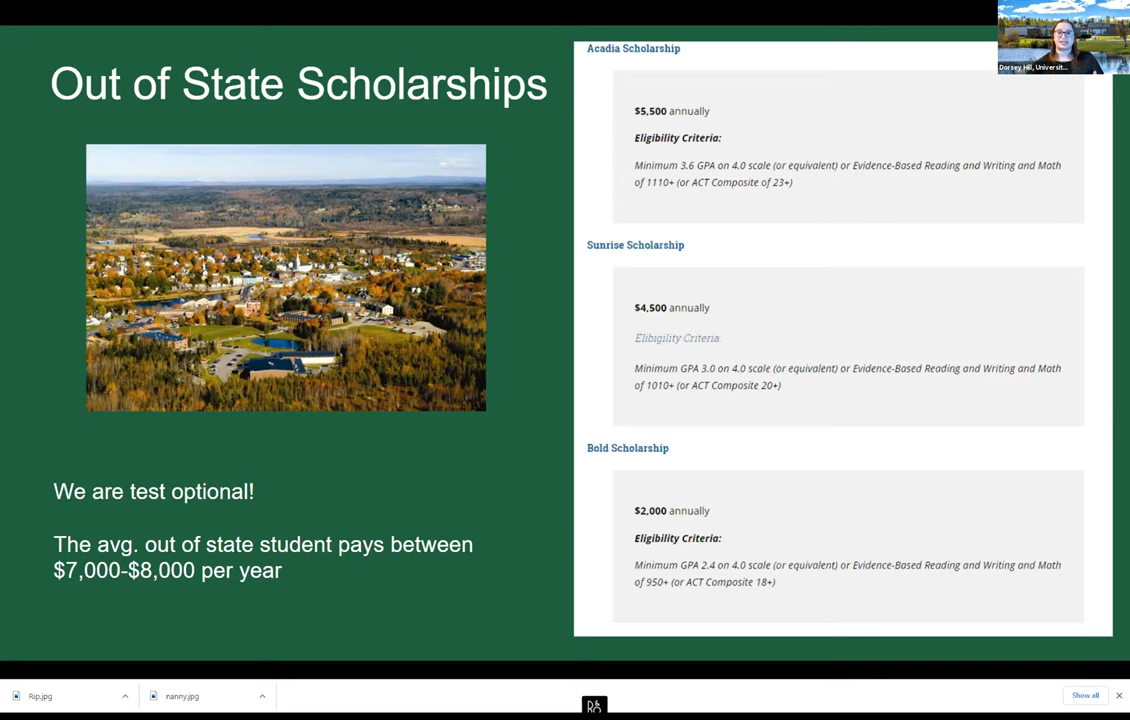 Out of State Scholarships
We are test optional!
The avg. out of state student pays between
$7,000-$8,000 per year
Acadia Scholarship
$5,500 annually
Eligibility Criteria:
Minimum 3.6 GPA on 4.0 scale (or equivalent) or Evidence-Based Reading and Writing and Math
of 1110+ (or ACT Composite of 23+)
Sunrise Scholarship
$4,500 annually
Elibigility Criteria:
Minimum GPA 3.0 on 4.0 scale (or equivalent) or Evidence-Based Reading and Writing and Math
of 1010+ (or ACT Composite 20+)
Bold Scholarship
$2,000 annually
Eligibility Criteria:
Minimum GPA 2.4 on 4.0 scale (or equivalent) or Evidence-Based Reading and Writing and Math
of 950+ (or ACT Composite 18+)
Dorsey Hill, Universit...
Rip.jpg
nanny.jpg
Show all